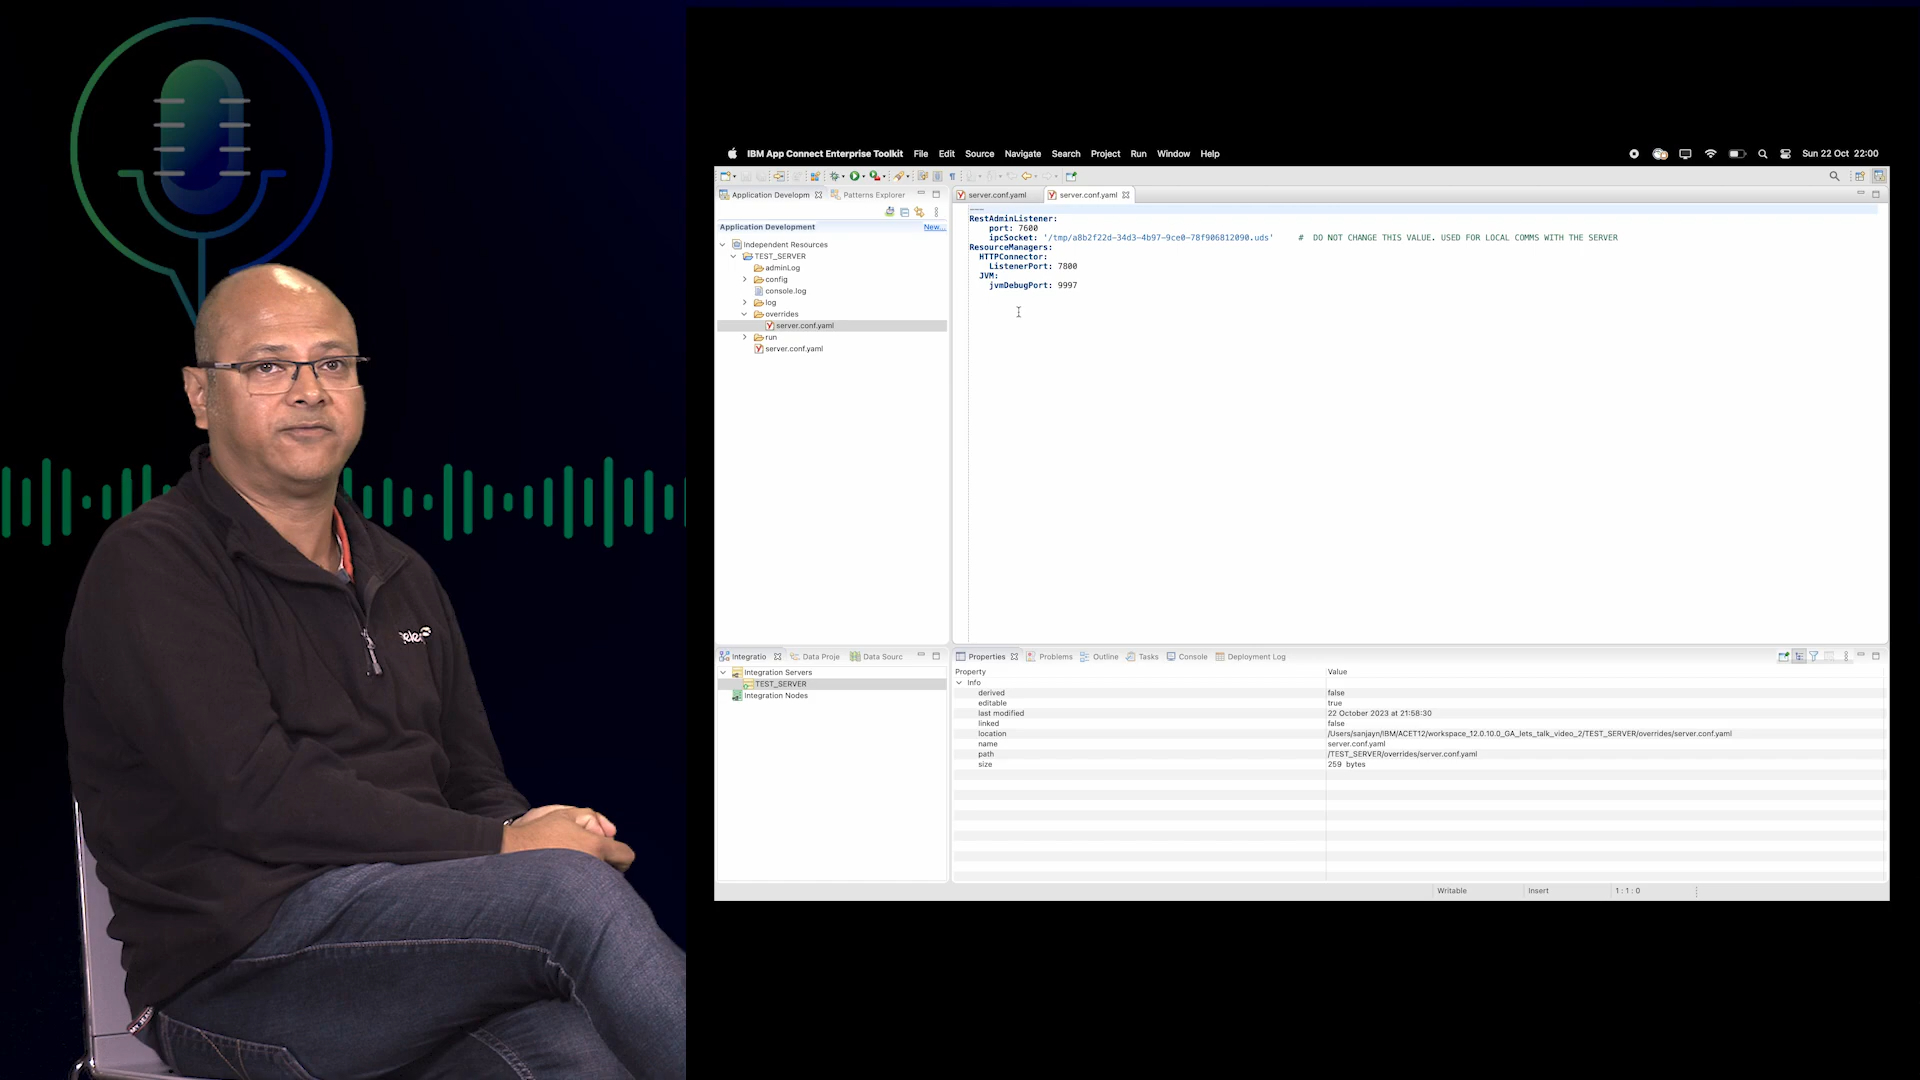 IBM App Connect Enterprise Toolkit File Edit Source Navigate Search Project Run Window Help
Sun 22 Oct 22:00
Application Developm Patterns Explorer
server.conf.yaml server.conf.yaml
Application Development New...
Independent Resources
TEST_SERVER
adminLog
config
console.log
log
overrides
server.conf.yaml
run
server.conf.yaml
---
RestAdminListener:
port: 7600
ipcSocket: '/tmp/a8b2f22d-34d3-4b97-9ce0-78f906812090.uds' # DO NOT CHANGE THIS VALUE. USED FOR LOCAL COMMS WITH THE SERVER
ResourceManagers:
HTTPConnector:
ListenerPort: 7800
JVM:
jvmDebugPort: 9997
Integratio Data Proje Data Sourc
Integration Servers
TEST_SERVER
Integration Nodes
Properties Problems Outline Tasks Console Deployment Log
Property Value
Info
derived false
editable true
last modified 22 October 2023 at 21:58:30
linked false
location /Users/sanjayn/IBM/ACET12/workspace_12.0.10.0_GA_lets_talk_video_2/TEST_SERVER/overrides/server.conf.yaml
name server.conf.yaml
path /TEST_SERVER/overrides/server.conf.yaml
size 259 bytes
Writable Insert 1 : 1 : 0